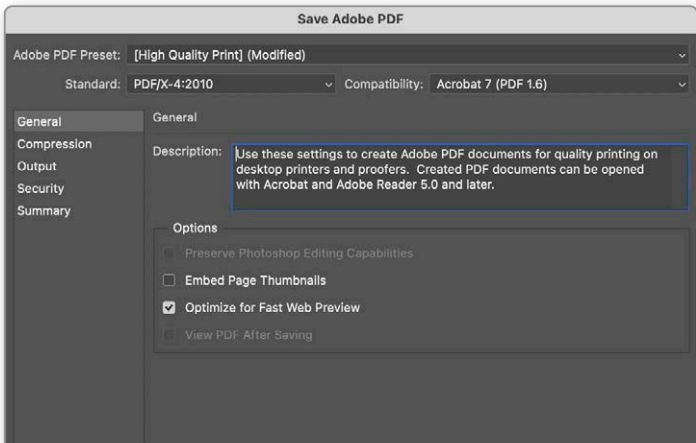 Save Adobe PDF
Adobe PDF Preset: [High Quality Print] (Modified)
Standard: PDF/X-4:2010 Compatibility: Acrobat 7 (PDF 1.6)
General
Compression
Output
Security
Summary
General
Description: Use these settings to create Adobe PDF documents for quality printing on
desktop printers and proofers.  Created PDF documents can be opened
with Acrobat and Adobe Reader 5.0 and later.
Options
Preserve Photoshop Editing Capabilities
Embed Page Thumbnails
Optimize for Fast Web Preview
View PDF After Saving